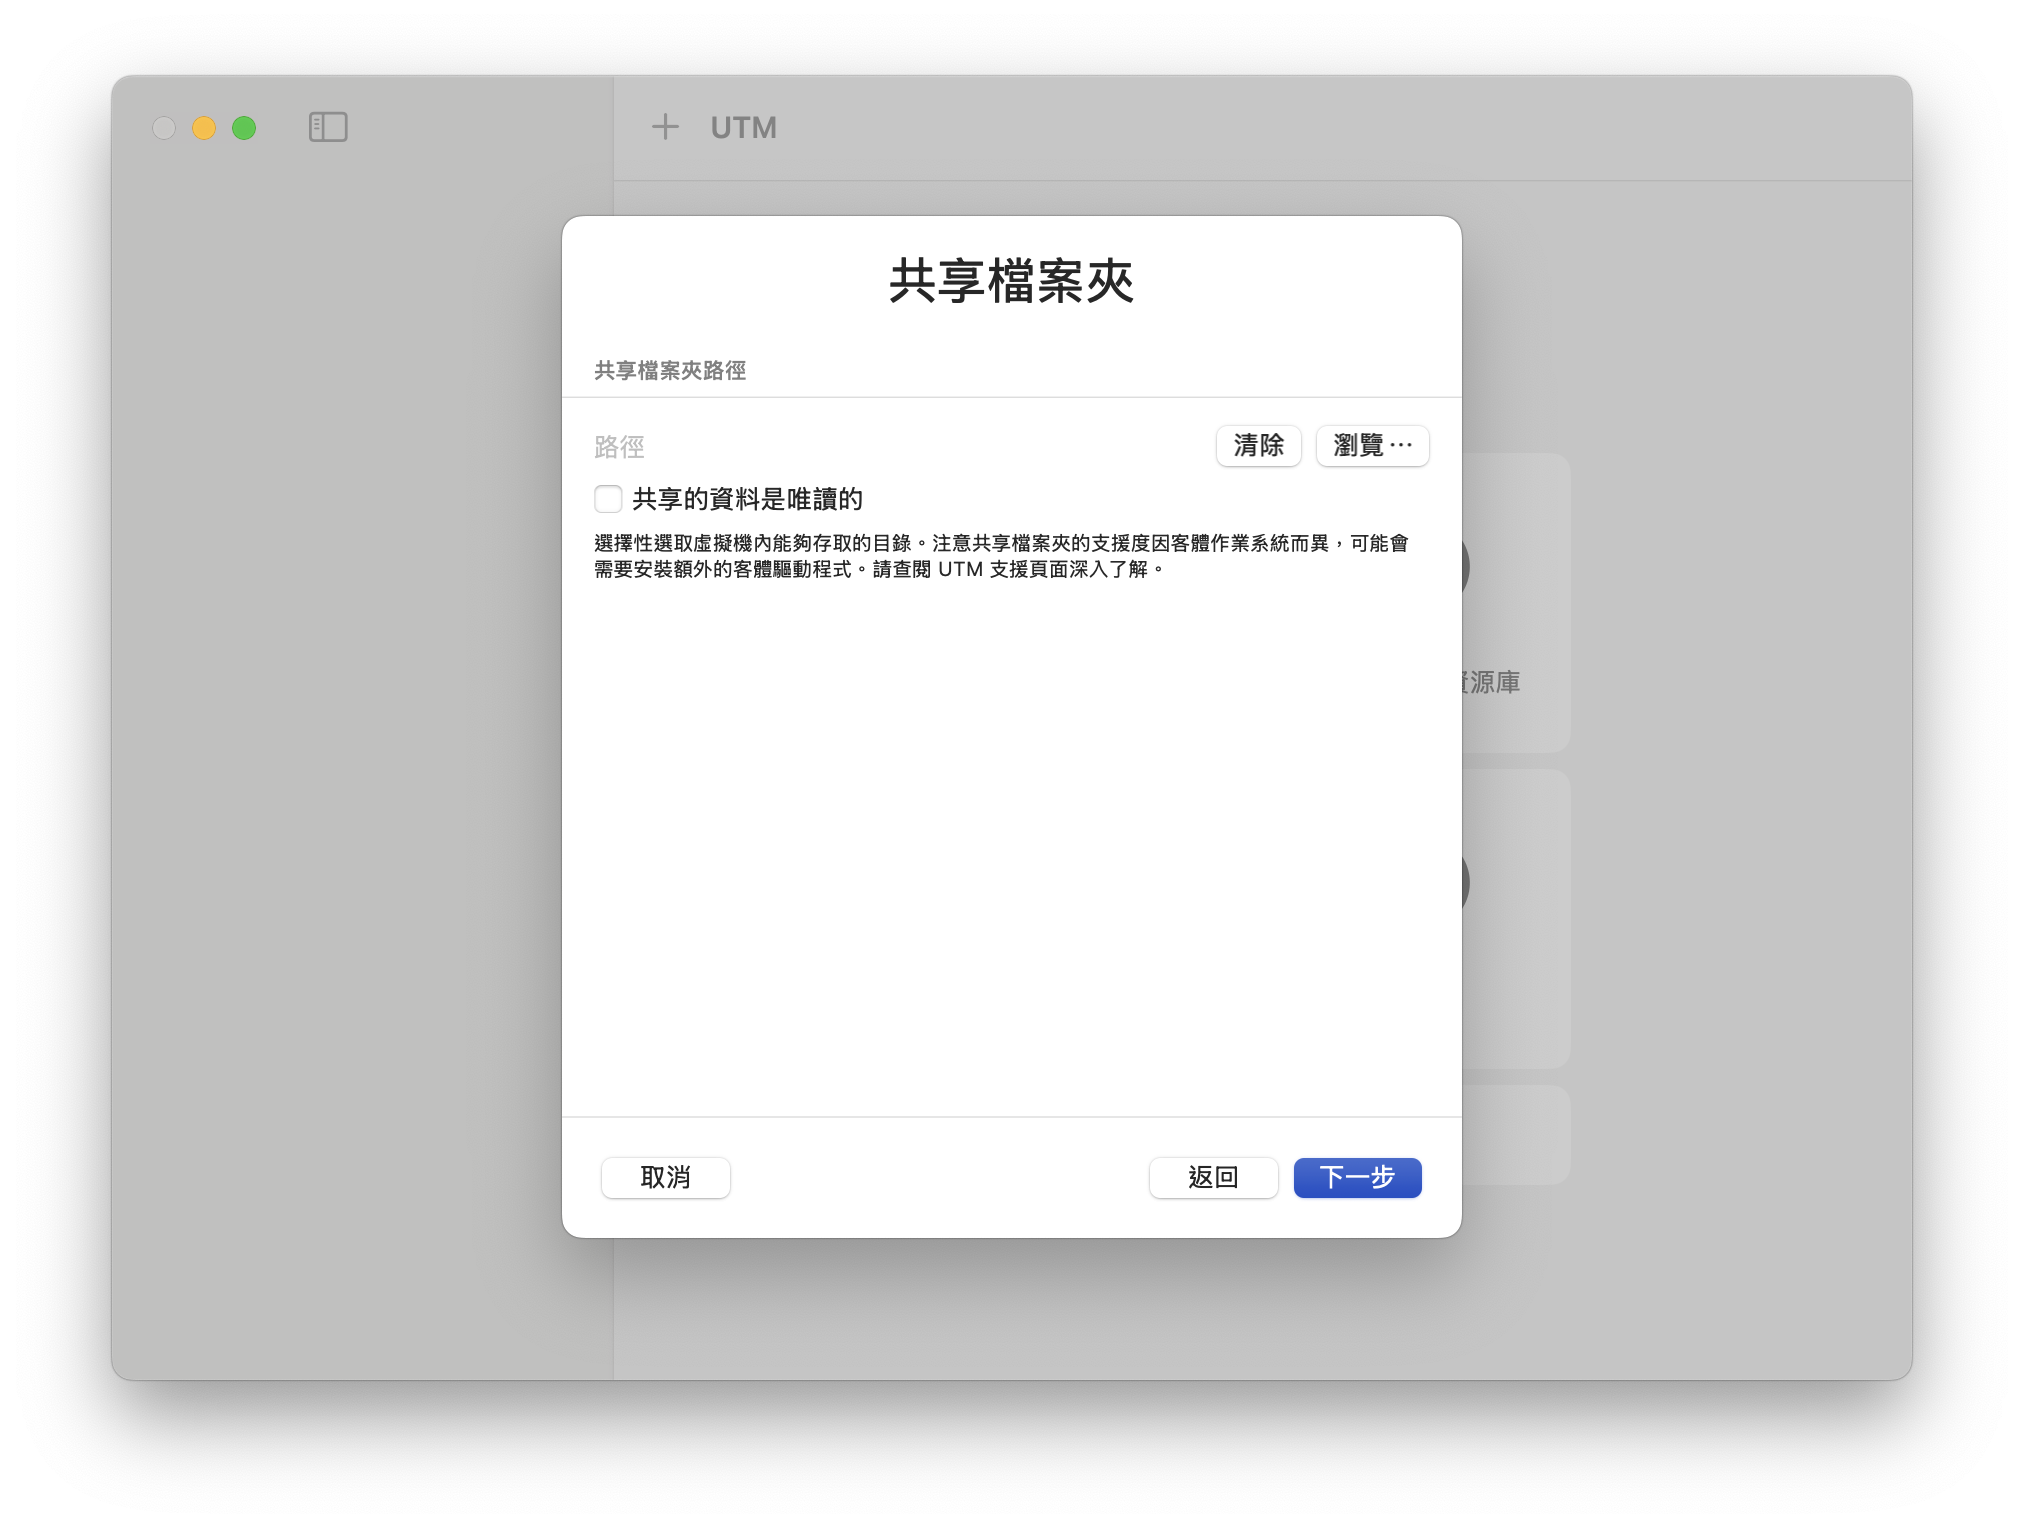 UTM
共享檔案夾
共享檔案夾路徑
路徑
清除
瀏覽⋯
共享的資料是唯讀的
選擇性選取虛擬機內能夠存取的目錄。注意共享檔案夾的支援度因客體作業系統而異，可能會
需要安裝額外的客體驅動程式。請查閱 UTM 支援頁面深入了解。
源庫
取消
返回
下一步